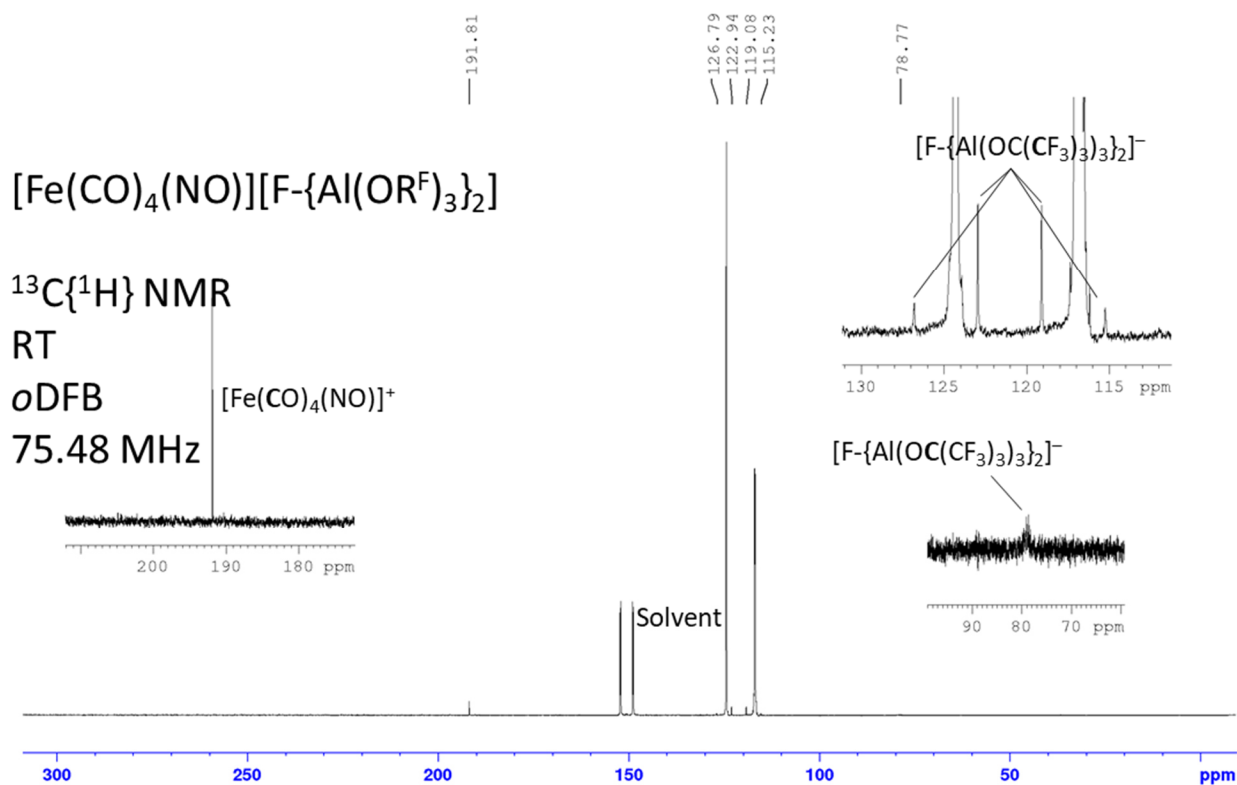 191.81
126.79
122.94
119.08
115.23
78.77
[Fe(CO)₄(NO)][F-{Al(ORᶠ)₃}₂]
¹³C{¹H} NMR
RT
oDFB
75.48 MHz
[Fe(CO)₄(NO)]⁺
200 190 180 ppm
[F-{Al(OC(CF₃)₃)₃}₂]⁻
130 125 120 115 ppm
[F-{Al(OC(CF₃)₃)₃}₂]⁻
90 80 70 ppm
Solvent
300 250 200 150 100 50 ppm